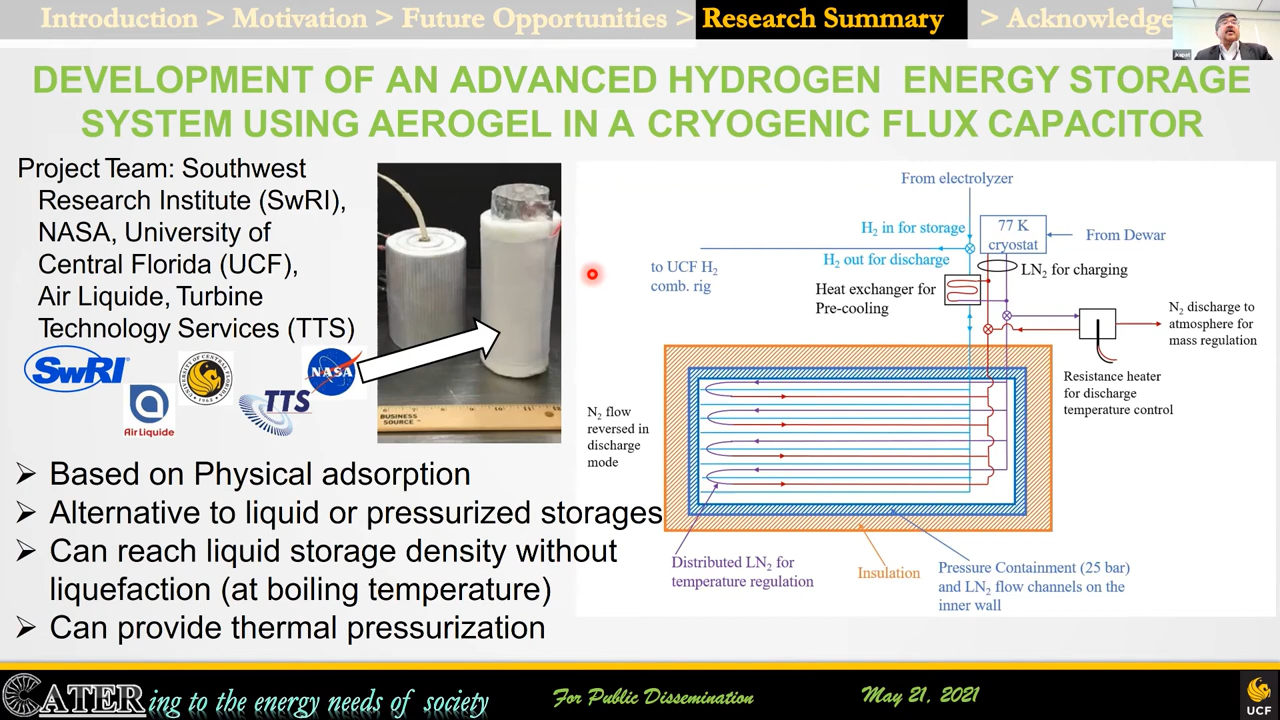 Introduction > Motivation > Future Opportunities > Research Summary > Acknowledge
DEVELOPMENT OF AN ADVANCED HYDROGEN ENERGY STORAGE
SYSTEM USING AEROGEL IN A CRYOGENIC FLUX CAPACITOR
Project Team: Southwest
Research Institute (SwRI),
NASA, University of
Central Florida (UCF),
Air Liquide, Turbine
Technology Services (TTS)
SwRI
Air Liquide
TTS
NASA
BUSINESS
SOURCE
➢ Based on Physical adsorption
➢ Alternative to liquid or pressurized storages
➢ Can reach liquid storage density without
liquefaction (at boiling temperature)
➢ Can provide thermal pressurization
From electrolyzer
H₂ in for storage
77 K
cryostat
From Dewar
H₂ out for discharge
to UCF H₂
comb. rig
LN₂ for charging
Heat exchanger for
Pre-cooling
N₂ discharge to
atmosphere for
mass regulation
Resistance heater
for discharge
temperature control
N₂ flow
reversed in
discharge
mode
Distributed LN₂ for
temperature regulation
Insulation
Pressure Containment (25 bar)
and LN₂ flow channels on the
inner wall
CATERing to the energy needs of society
For Public Dissemination
May 21, 2021
UCF